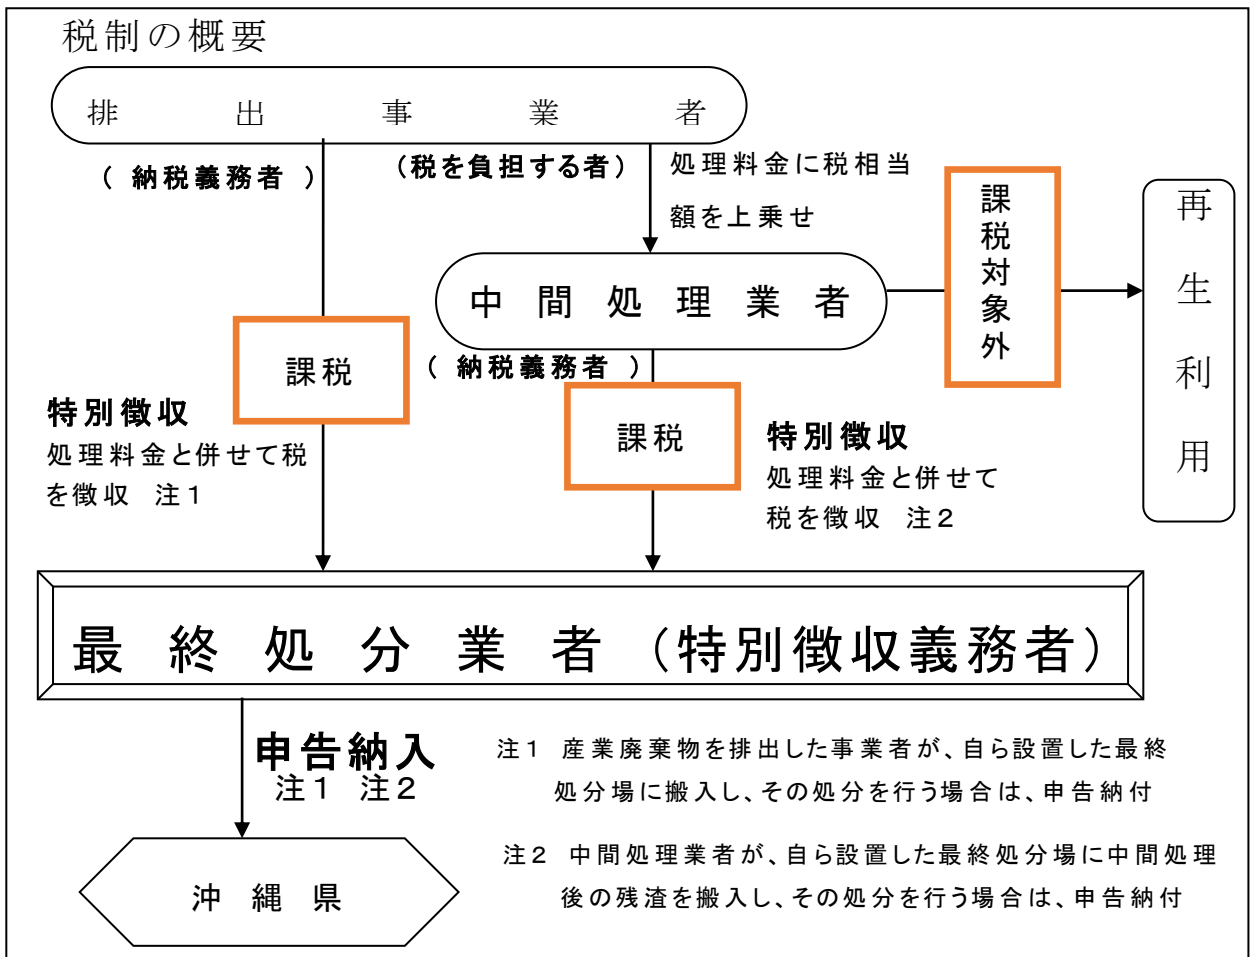 税制の概要
排出事業者
（納税義務者）
（税を負担する者）
処理料金に税相当
額を上乗せ
中間処理業者
課税対象外
再生利用
（納税義務者）
課税
特別徴収
処理料金と併せて税
を徴収　注１
課税
特別徴収
処理料金と併せて
税を徴収　注２
最終処分業者（特別徴収義務者）
申告納入
注１　注２
沖縄県
注１　産業廃棄物を排出した事業者が、自ら設置した最終
処分場に搬入し、その処分を行う場合は、申告納付
注２　中間処理業者が、自ら設置した最終処分場に中間処理
後の残渣を搬入し、その処分を行う場合は、申告納付